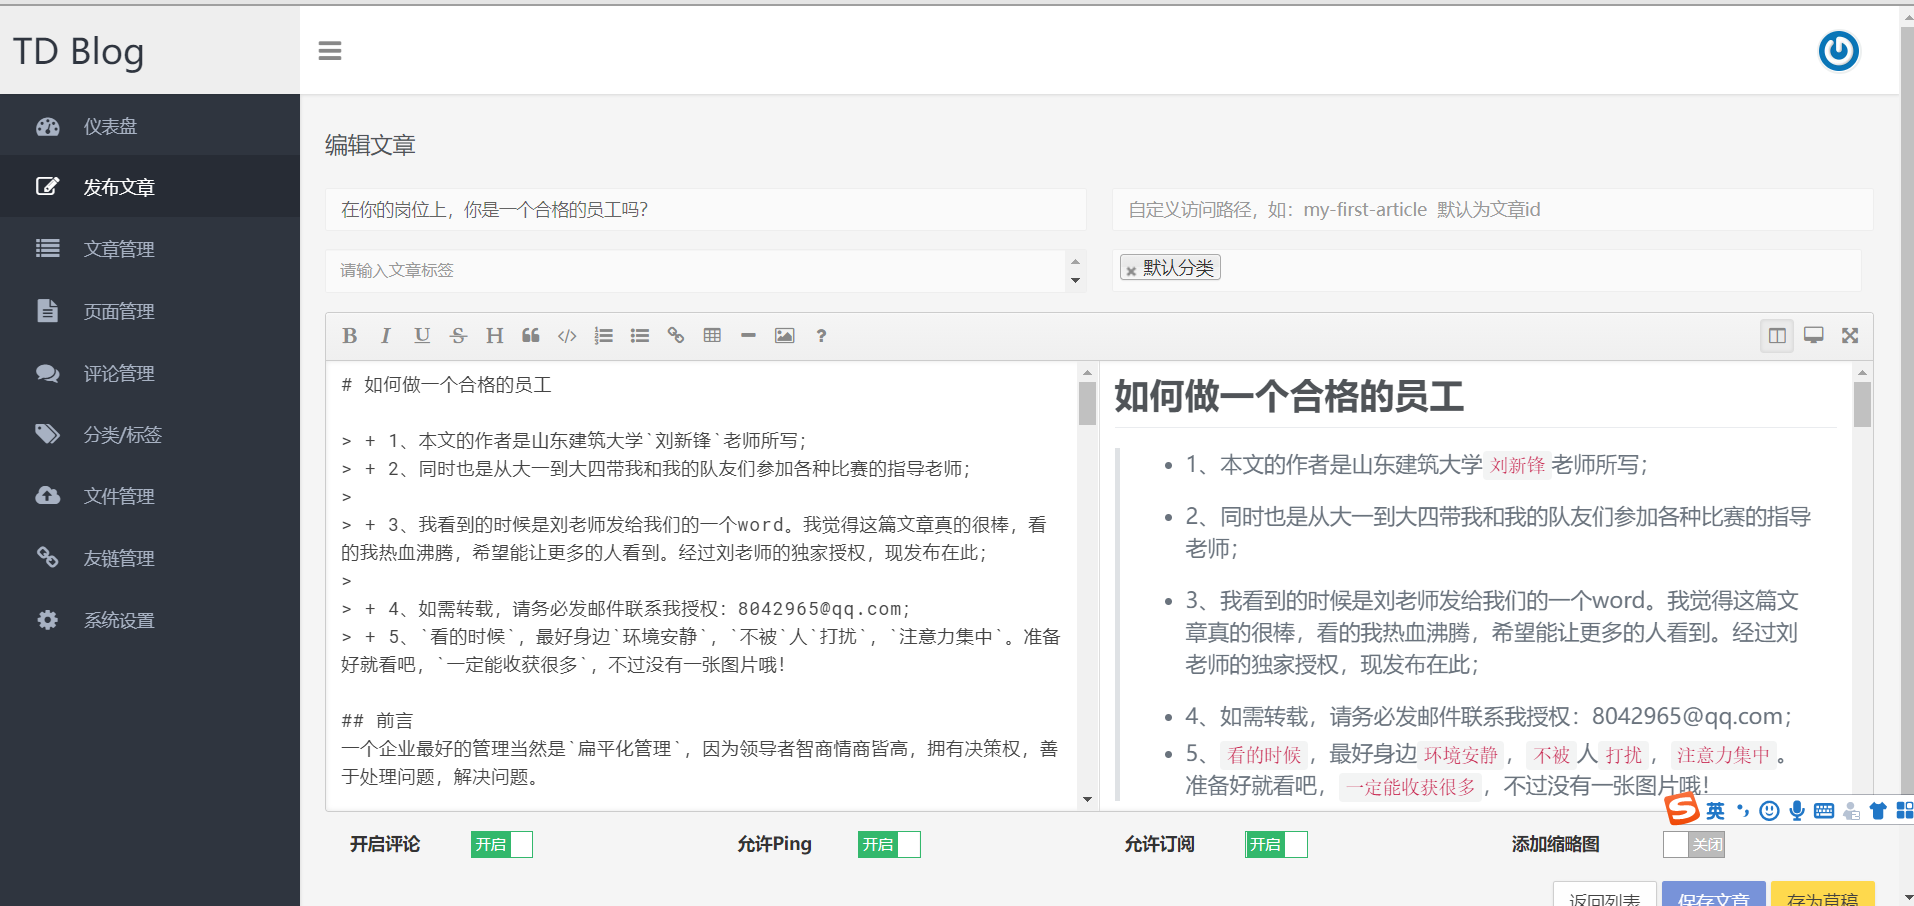 TD Blog
仪表盘
发布文章
文章管理
页面管理
评论管理
分类/标签
文件管理
友链管理
系统设置
编辑文章
在你的岗位上，你是一个合格的员工吗？
自定义访问路径，如：my-first-article 默认为文章id
请输入文章标签
× 默认分类
B I U S H </> ?
# 如何做一个合格的员工
> + 1、本文的作者是山东建筑大学`刘新锋`老师所写；
> + 2、同时也是从大一到大四带我和我的队友们参加各种比赛的指导老师；
>
> + 3、我看到的时候是刘老师发给我们的一个word。我觉得这篇文章真的很棒，看
的我热血沸腾，希望能让更多的人看到。经过刘老师的独家授权，现发布在此；
>
> + 4、如需转载，请务必发邮件联系我授权：8042965@qq.com；
> + 5、`看的时候`，最好身边`环境安静`，`不被`人`打扰`，`注意力集中`。准备
好就看吧，`一定能收获很多`，不过没有一张图片哦！
## 前言
一个企业最好的管理当然是`扁平化管理`，因为领导者智商情商皆高，拥有决策权，善
于处理问题，解决问题。
如何做一个合格的员工
• 1、本文的作者是山东建筑大学 刘新锋 老师所写；
• 2、同时也是从大一到大四带我和我的队友们参加各种比赛的指导
老师；
• 3、我看到的时候是刘老师发给我们的一个word。我觉得这篇文
章真的很棒，看的我热血沸腾，希望能让更多的人看到。经过刘
老师的独家授权，现发布在此；
• 4、如需转载，请务必发邮件联系我授权：8042965@qq.com；
• 5、 看的时候 ，最好身边 环境安静 ， 不被 人 打扰 ， 注意力集中 。
准备好就看吧， 一定能收获很多 ，不过没有一张图片哦！
S 英
开启评论 开启
允许Ping 开启
允许订阅 开启
添加缩略图 关闭
返回列表
保存文章
存为草稿